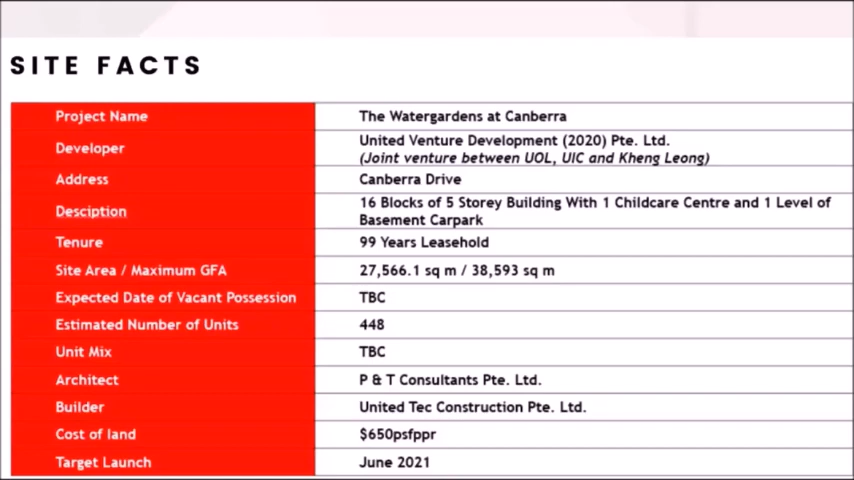 SITE FACTS
Project Name The Watergardens at Canberra
Developer United Venture Development (2020) Pte. Ltd.
(Joint venture between UOL, UIC and Kheng Leong)
Address Canberra Drive
Desciption 16 Blocks of 5 Storey Building With 1 Childcare Centre and 1 Level of
Basement Carpark
Tenure 99 Years Leasehold
Site Area / Maximum GFA 27,566.1 sq m / 38,593 sq m
Expected Date of Vacant Possession TBC
Estimated Number of Units 448
Unit Mix TBC
Architect P & T Consultants Pte. Ltd.
Builder United Tec Construction Pte. Ltd.
Cost of land $650psfppr
Target Launch June 2021